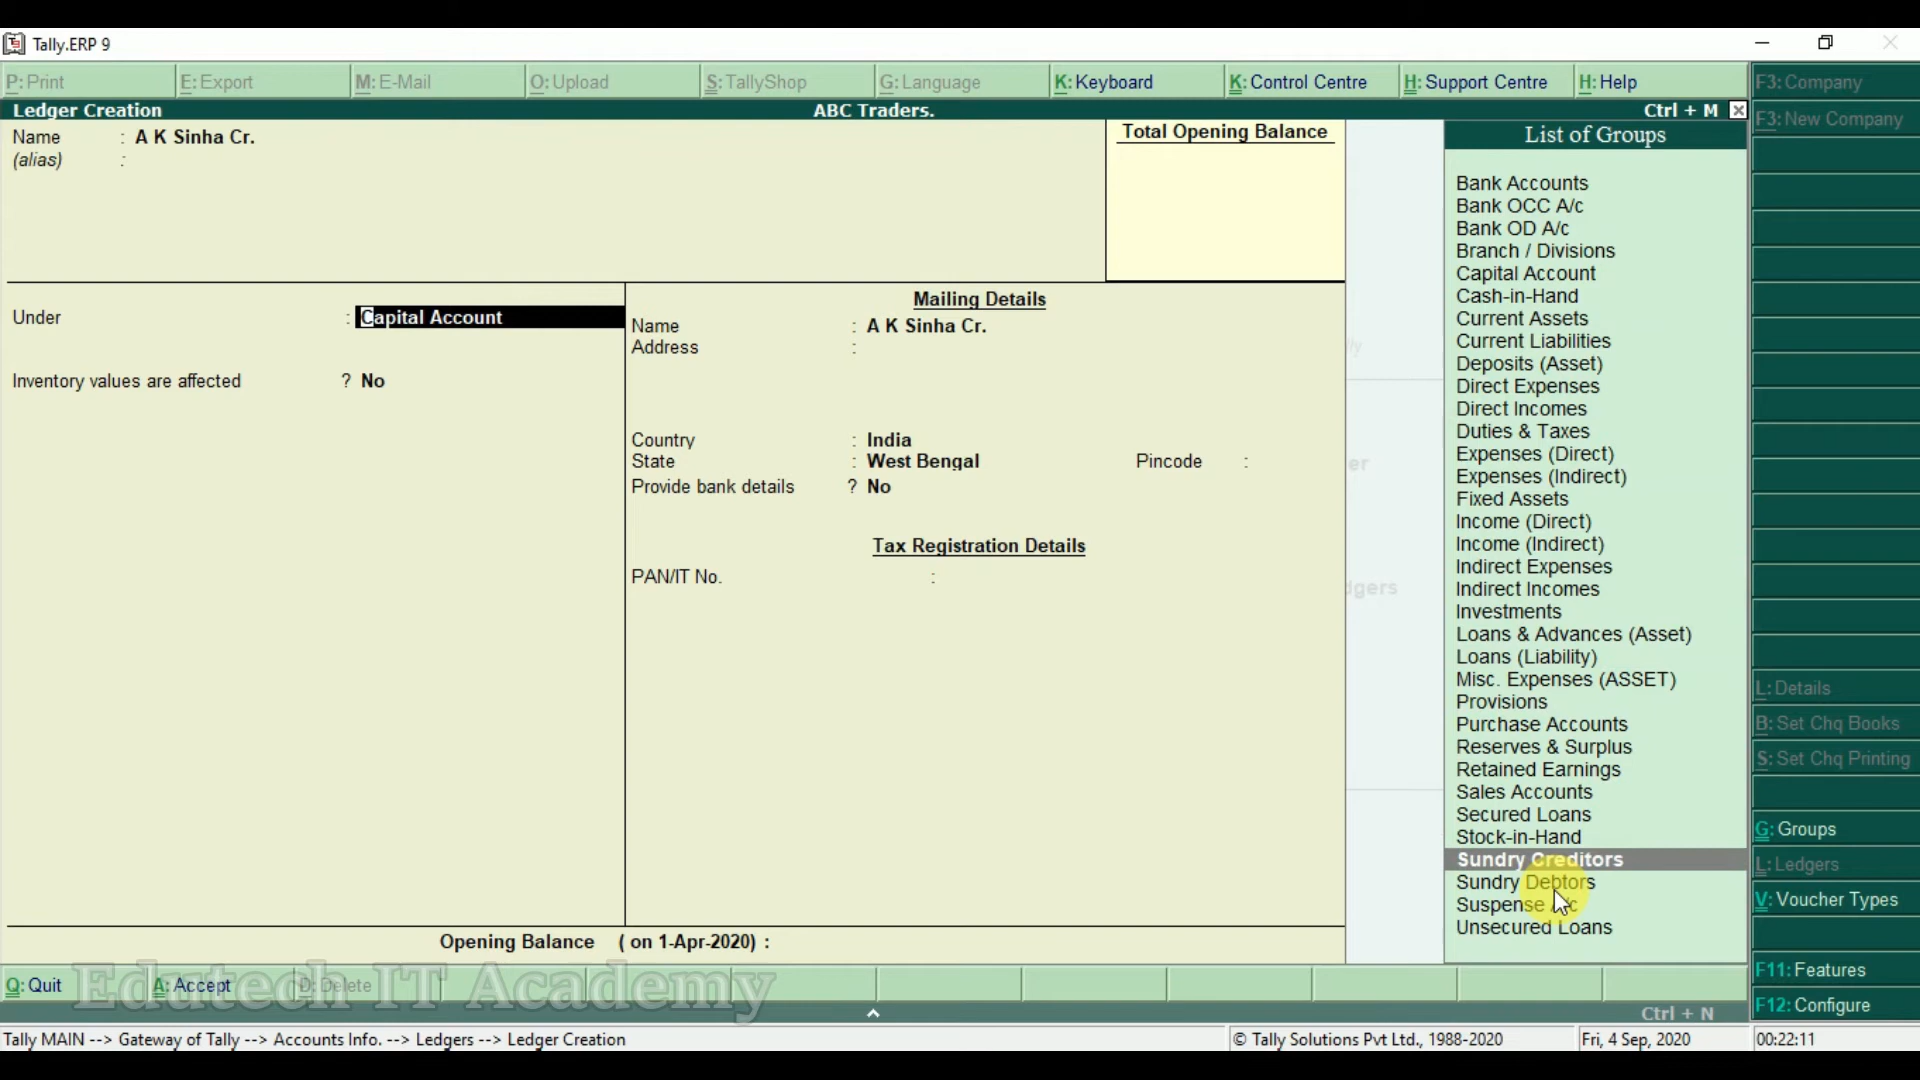 Tally.ERP 9
P: Print E: Export M: E-Mail O: Upload S: TallyShop G: Language K: Keyboard K: Control Centre H: Support Centre H: Help F3: Company
Ledger Creation ABC Traders. Ctrl + M
F3: New Company
Name : A K Sinha Cr.
(alias) :
Total Opening Balance
Under : Capital Account
Inventory values are affected ? No
Mailing Details
Name : A K Sinha Cr.
Address :
Country : India
State : West Bengal Pincode :
Provide bank details ? No
Tax Registration Details
PAN/IT No. :
Opening Balance ( on 1-Apr-2020) :
List of Groups
Bank Accounts
Bank OCC A/c
Bank OD A/c
Branch / Divisions
Capital Account
Cash-in-Hand
Current Assets
Current Liabilities
Deposits (Asset)
Direct Expenses
Direct Incomes
Duties & Taxes
Expenses (Direct)
Expenses (Indirect)
Fixed Assets
Income (Direct)
Income (Indirect)
Indirect Expenses
Indirect Incomes
Investments
Loans & Advances (Asset)
Loans (Liability)
Misc. Expenses (ASSET)
Provisions
Purchase Accounts
Reserves & Surplus
Retained Earnings
Sales Accounts
Secured Loans
Stock-in-Hand
Sundry Creditors
Sundry Debtors
Suspense A/c
Unsecured Loans
L: Details
B: Set Chq Books
S: Set Chq Printing
G: Groups
L: Ledgers
V: Voucher Types
F11: Features
F12: Configure
Q: Quit A: Accept D: Delete
Edutech IT Academy
Ctrl + N
Tally MAIN --> Gateway of Tally --> Accounts Info. --> Ledgers --> Ledger Creation © Tally Solutions Pvt Ltd., 1988-2020 Fri, 4 Sep, 2020 00:22:11